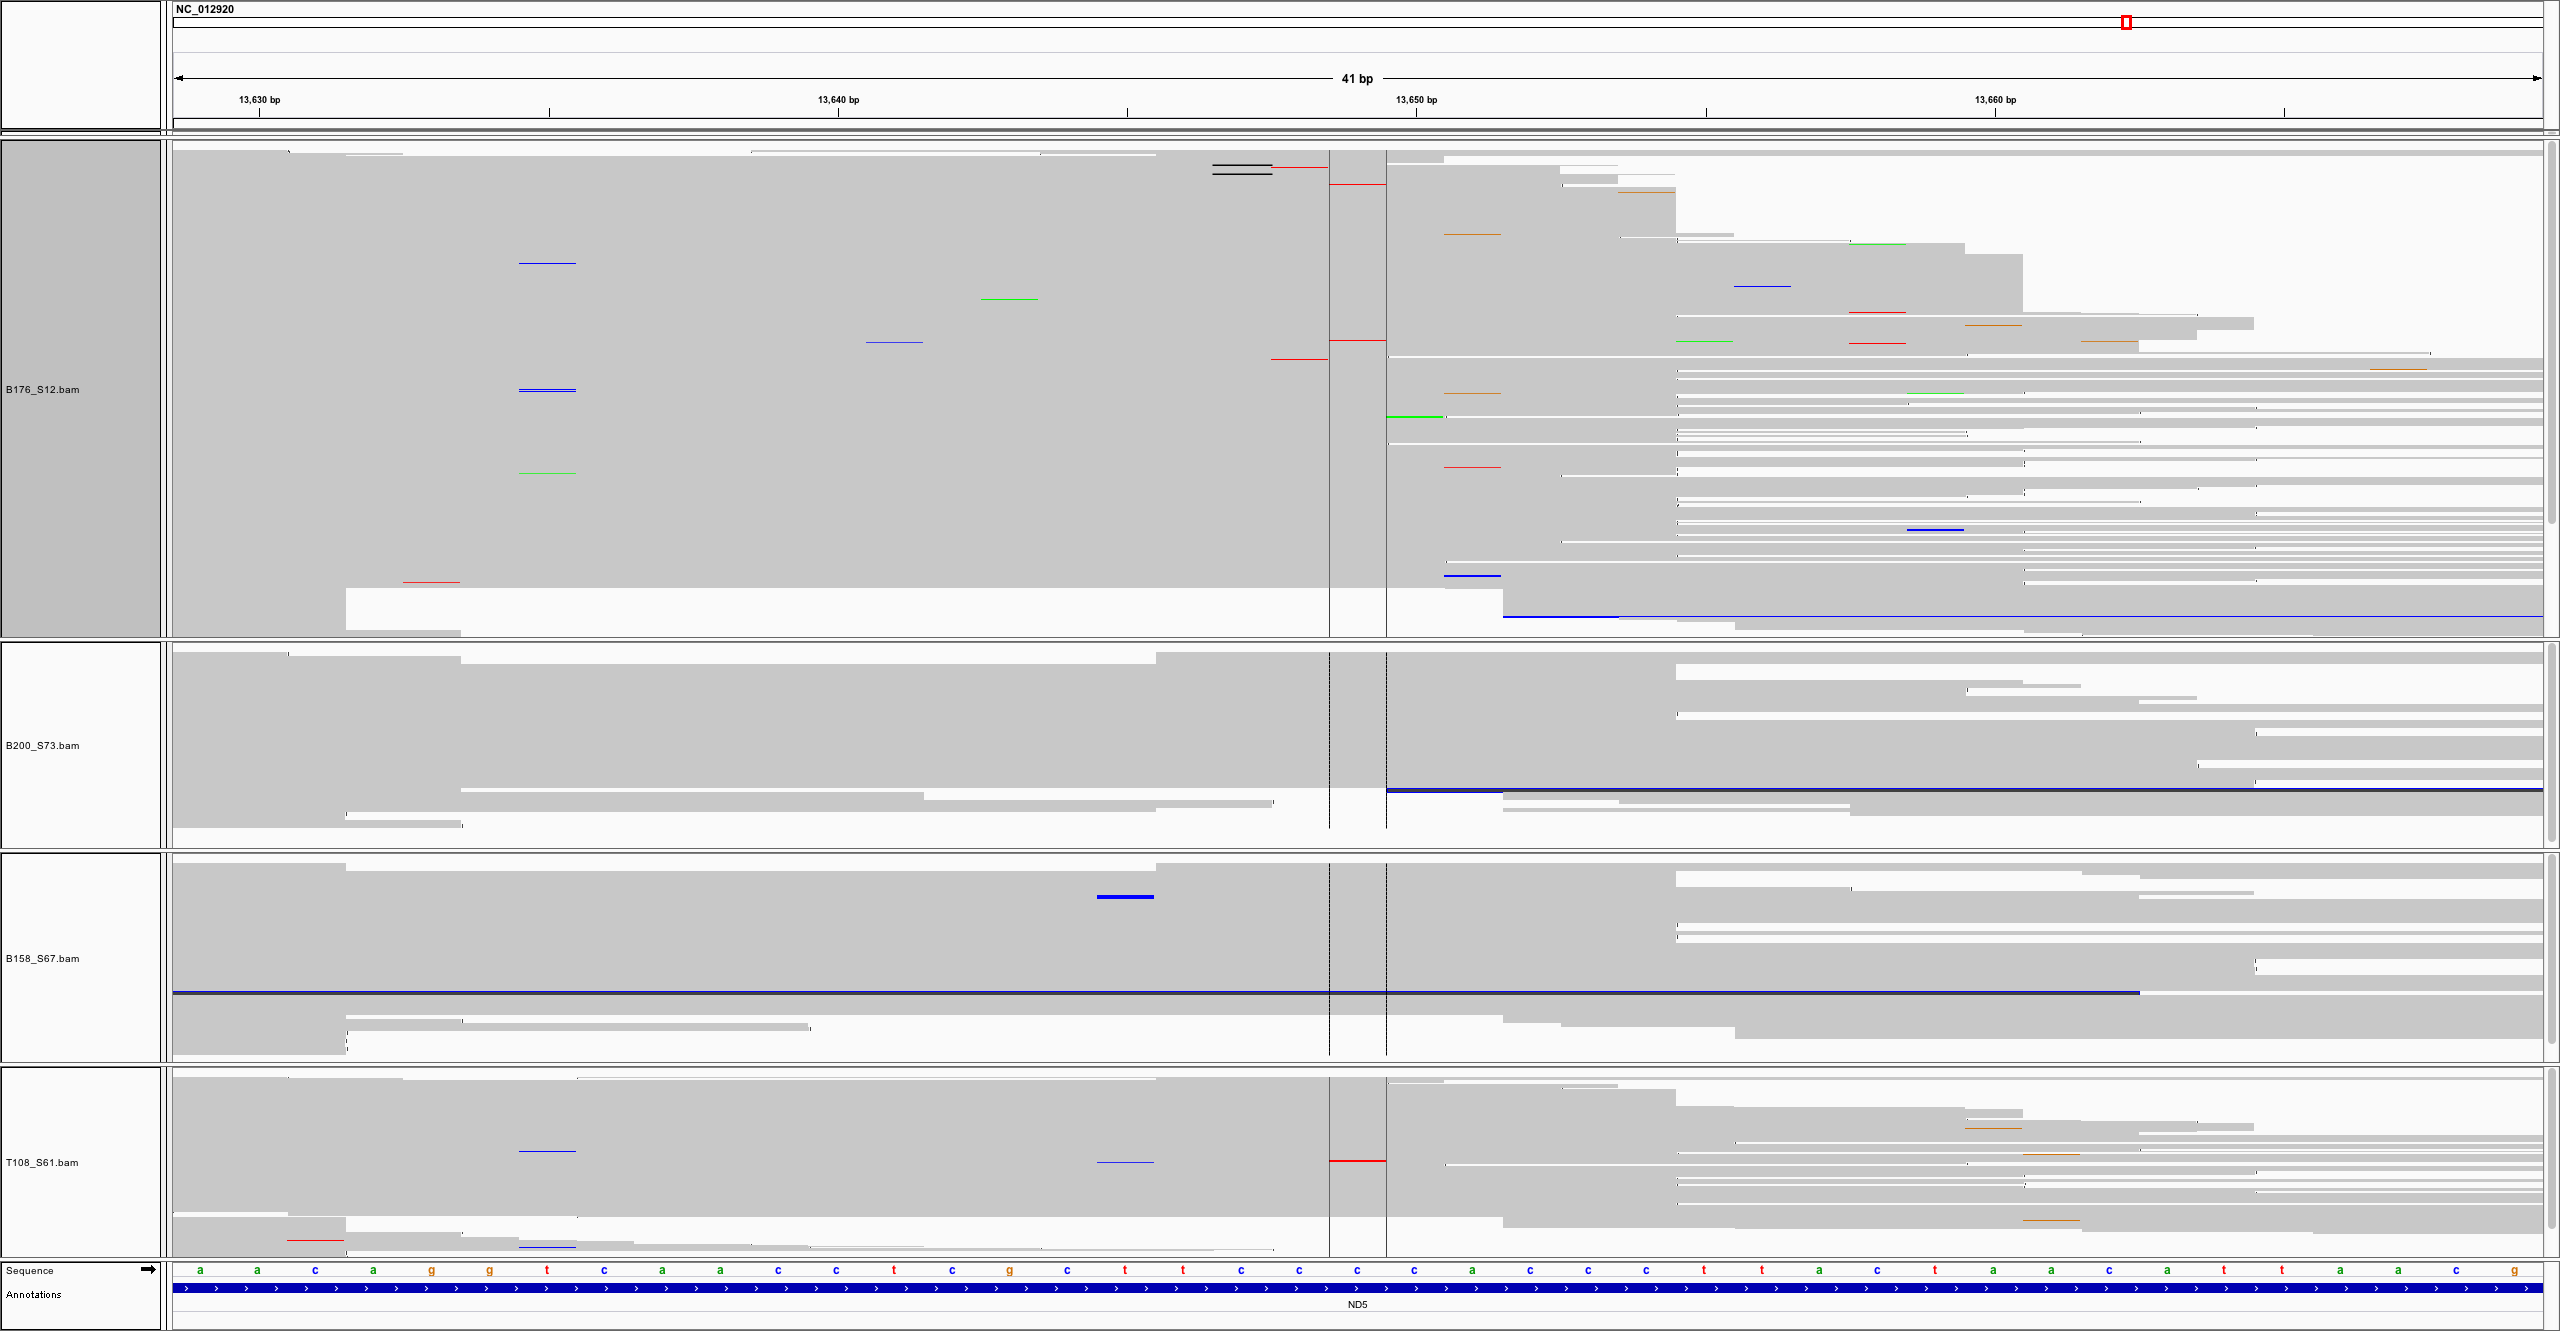 NC_012920
41 bp
13,630 bp 13,640 bp 13,650 bp 13,660 bp
B176_S12.bam
B200_S73.bam
B158_S67.bam
T108_S61.bam
Sequence a a c a g g t c a a c c t c g c t t c c c c a c c c t t a c t a a c a t t a a c g
Annotations
ND5